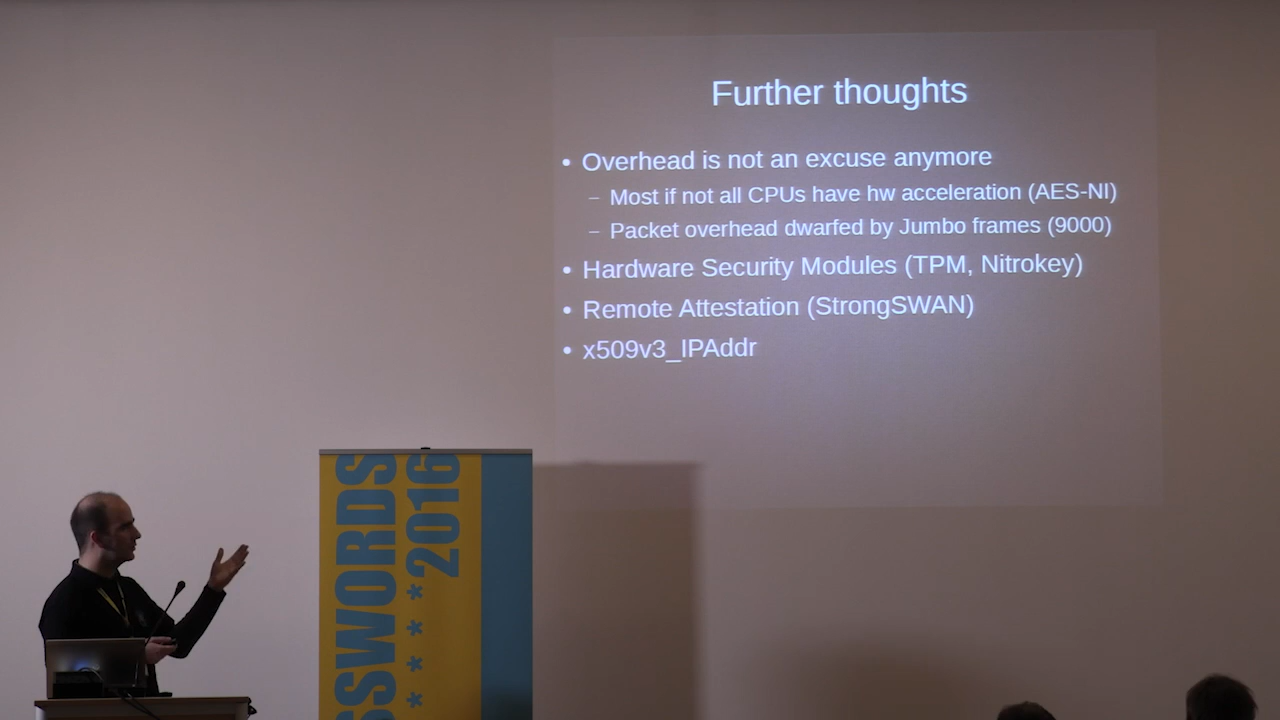 Further thoughts
• Overhead is not an excuse anymore
– Most if not all CPUs have hw acceleration (AES-NI)
– Packet overhead dwarfed by Jumbo frames (9000)
• Hardware Security Modules (TPM, Nitrokey)
• Remote Attestation (StrongSWAN)
• x509v3_IPAddr
SSWORDS
* * * * 2016